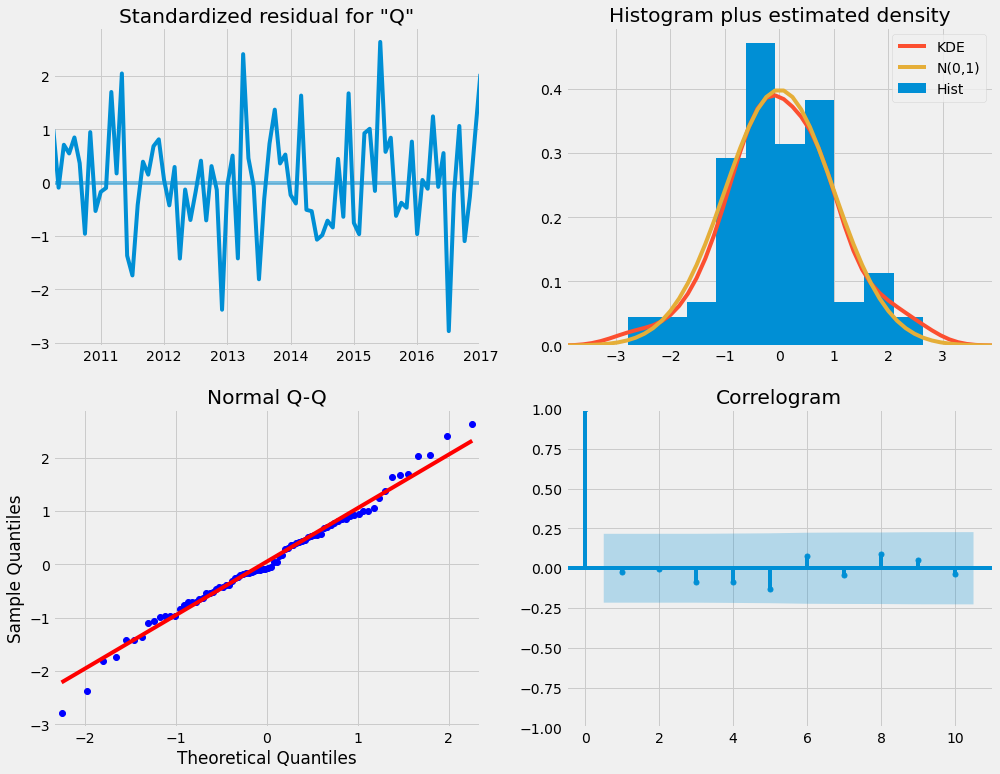 Standardized residual for "Q"
2
1
0
−1
−2
−3
2011 2012 2013 2014 2015 2016 2017
Histogram plus estimated density
KDE
N(0,1)
Hist
0.4
0.3
0.2
0.1
0.0
−3 −2 −1 0 1 2 3
Normal Q-Q
Sample Quantiles
2
1
0
−1
−2
−3
−2 −1 0 1 2
Theoretical Quantiles
Correlogram
1.00
0.75
0.50
0.25
0.00
−0.25
−0.50
−0.75
−1.00
0 2 4 6 8 10